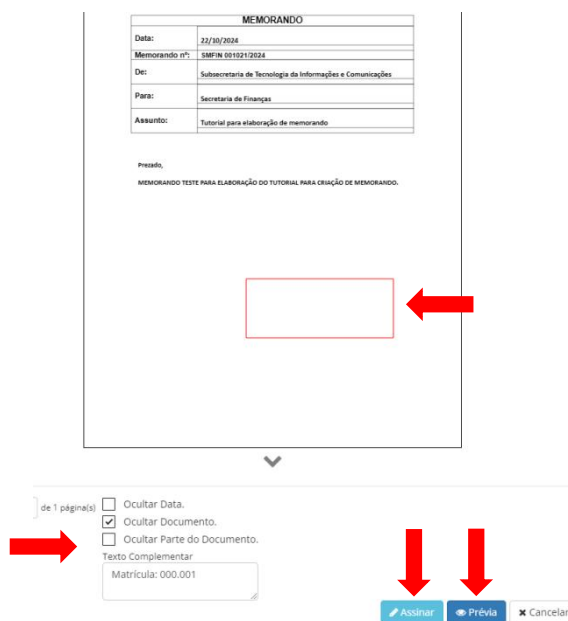 MEMORANDO
Data: 22/10/2024
Memorando nº: SMFIN 001021/2024
De: Subsecretaria de Tecnologia da Informações e Comunicações
Para: Secretaria de Finanças
Assunto: Tutorial para elaboração de memorando
Prezado,
MEMORANDO TESTE PARA ELABORAÇÃO DO TUTORIAL PARA CRIAÇÃO DE MEMORANDO.
de 1 página(s) Ocultar Data.
Ocultar Documento.
Ocultar Parte do Documento.
Texto Complementar
Matrícula: 000.001
Assinar Prévia Cancelar